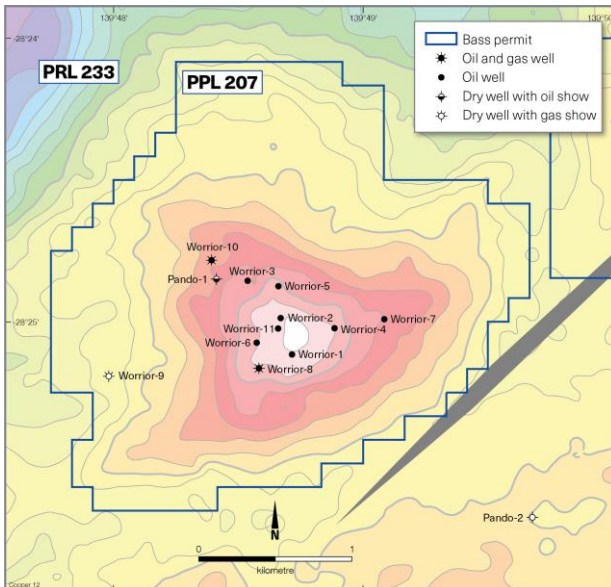 139°48'
139°49'
139°50'
-28°24'
PRL 233
PPL 207
Bass permit
Oil and gas well
Oil well
Dry well with oil show
Dry well with gas show
Worrior-10
Pando-1
Worrior-3
Worrior-5
-28°25'
Worrior-2
Worrior-7
Worrior-11
Worrior-4
Worrior-6
Worrior-1
Worrior-9
Worrior-8
Pando-2
N
0
1
kilometre
Cooper 12